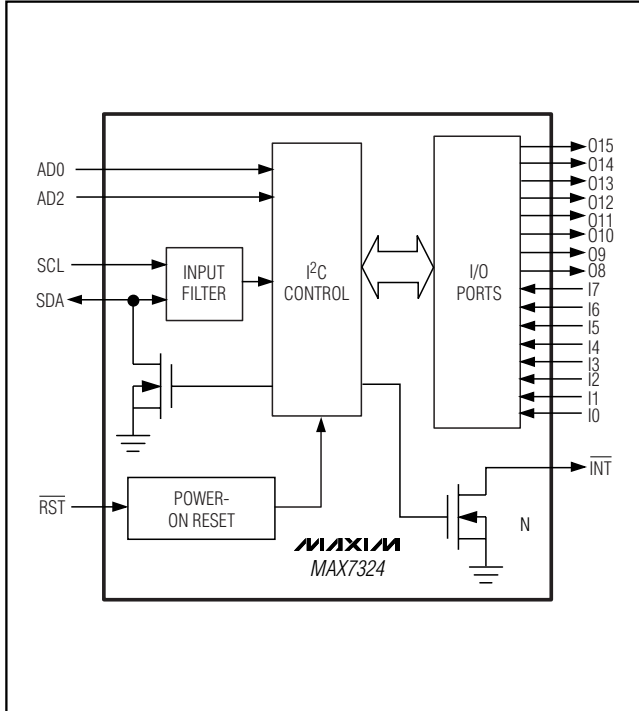 AD0
AD2
SCL
SDA
RST
INPUT
FILTER
I2C
CONTROL
POWER-
ON RESET
I/O
PORTS
O15
O14
O13
O12
O11
O10
O9
O8
I7
I6
I5
I4
I3
I2
I1
I0
INT
N
MAXIM
MAX7324